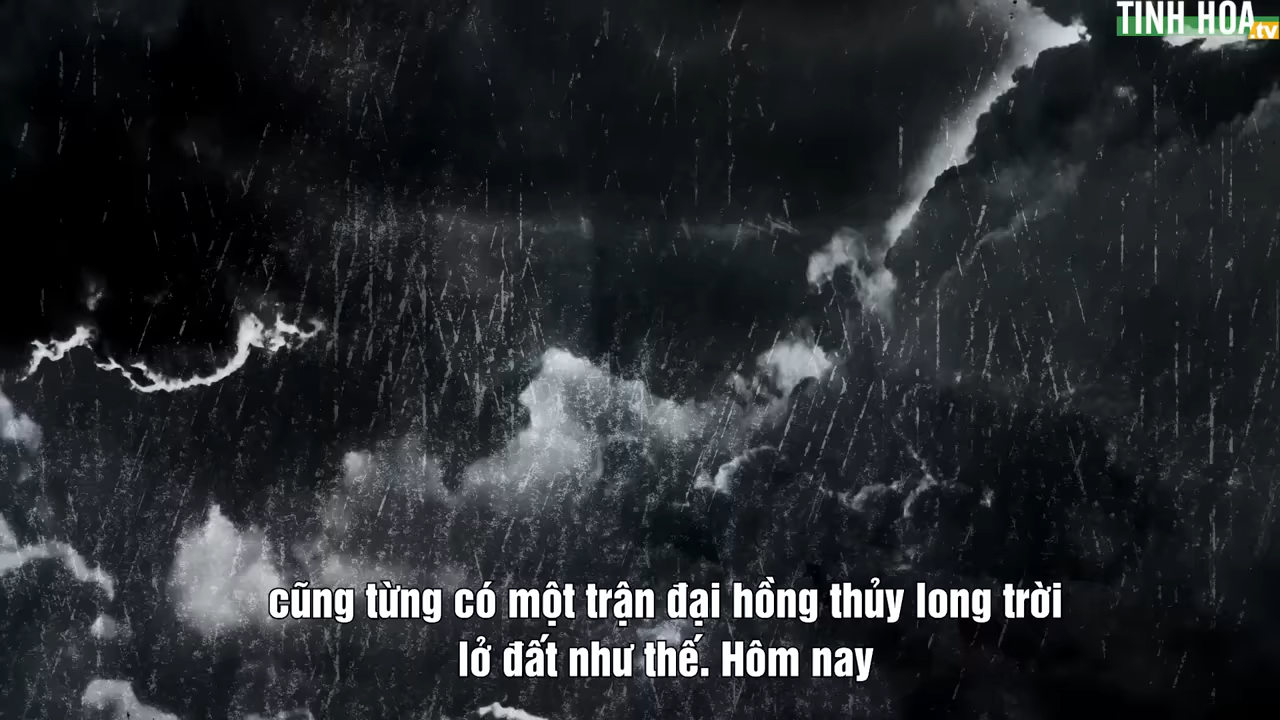 TINH HOA
.tv
cũng từng có một trận đại hồng thủy long trời
lở đất như thế. Hôm nay